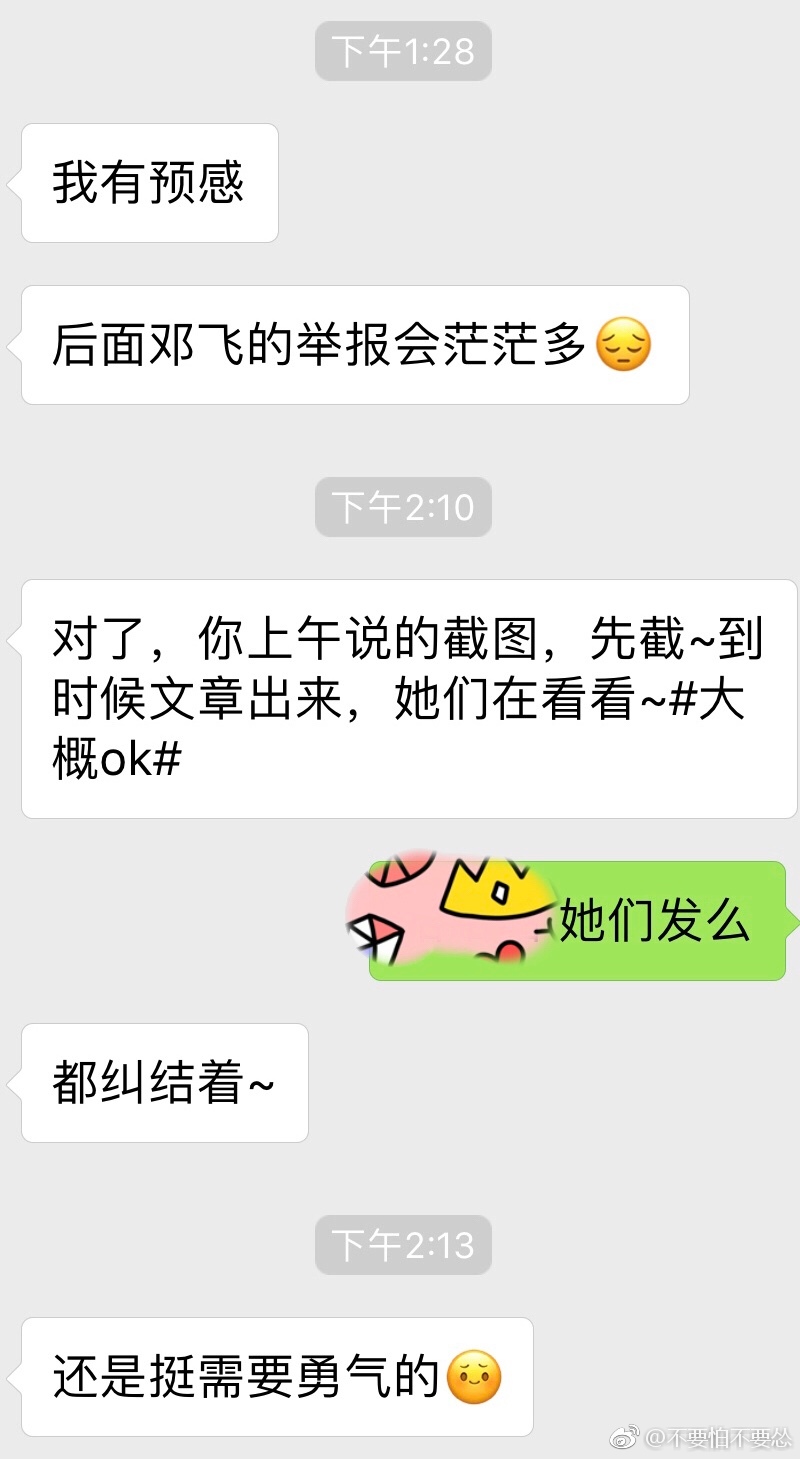 下午1:28
我有预感
后面邓飞的举报会茫茫多😔
下午2:10
对了，你上午说的截图，先截~到
时候文章出来，她们在看看~#大
概ok#
她们发么
都纠结着~
下午2:13
还是挺需要勇气的
@不要怕不要怂